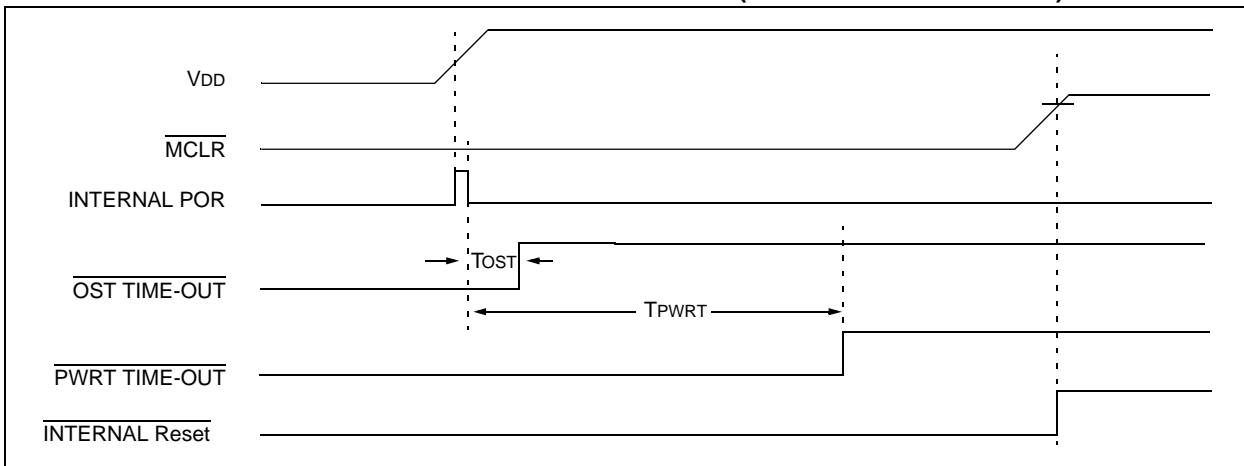 VDD
MCLR
INTERNAL POR
TOST
OST TIME-OUT
TPWRT
PWRT TIME-OUT
INTERNAL Reset